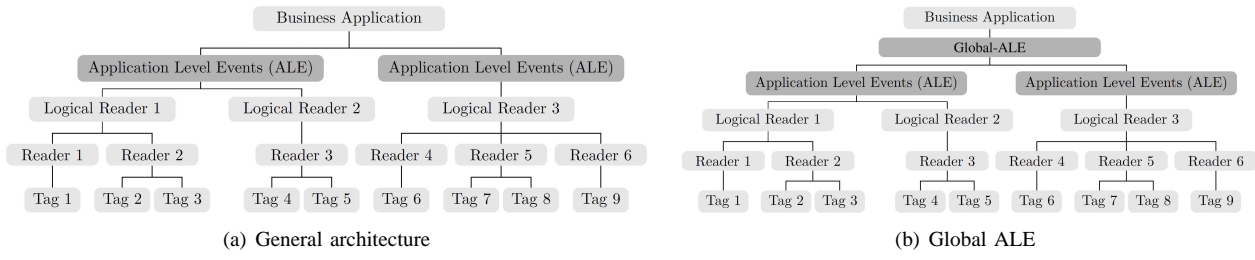 Business Application
Application Level Events (ALE) Application Level Events (ALE)
Logical Reader 1 Logical Reader 2 Logical Reader 3
Reader 1 Reader 2 Reader 3 Reader 4 Reader 5 Reader 6
Tag 1 Tag 2 Tag 3 Tag 4 Tag 5 Tag 6 Tag 7 Tag 8 Tag 9
(a) General architecture
Business Application
Global-ALE
Application Level Events (ALE) Application Level Events (ALE)
Logical Reader 1 Logical Reader 2 Logical Reader 3
Reader 1 Reader 2 Reader 3 Reader 4 Reader 5 Reader 6
Tag 1 Tag 2 Tag 3 Tag 4 Tag 5 Tag 6 Tag 7 Tag 8 Tag 9
(b) Global ALE